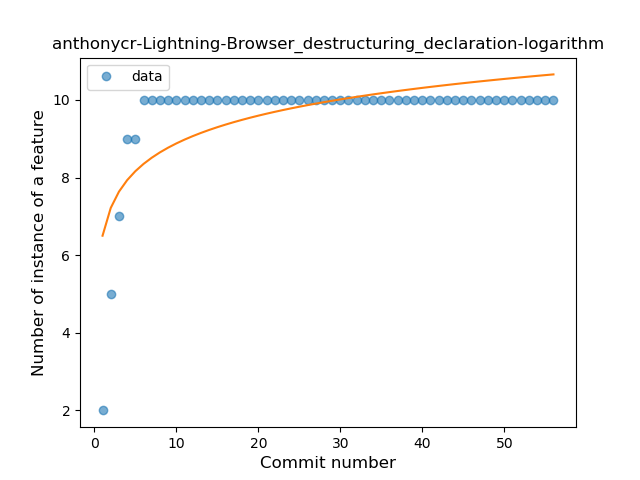 anthonycr-Lightning-Browser_destructuring_declaration-logarithm
data
Number of instance of a feature
10
8
6
4
2
0 10 20 30 40 50
Commit number